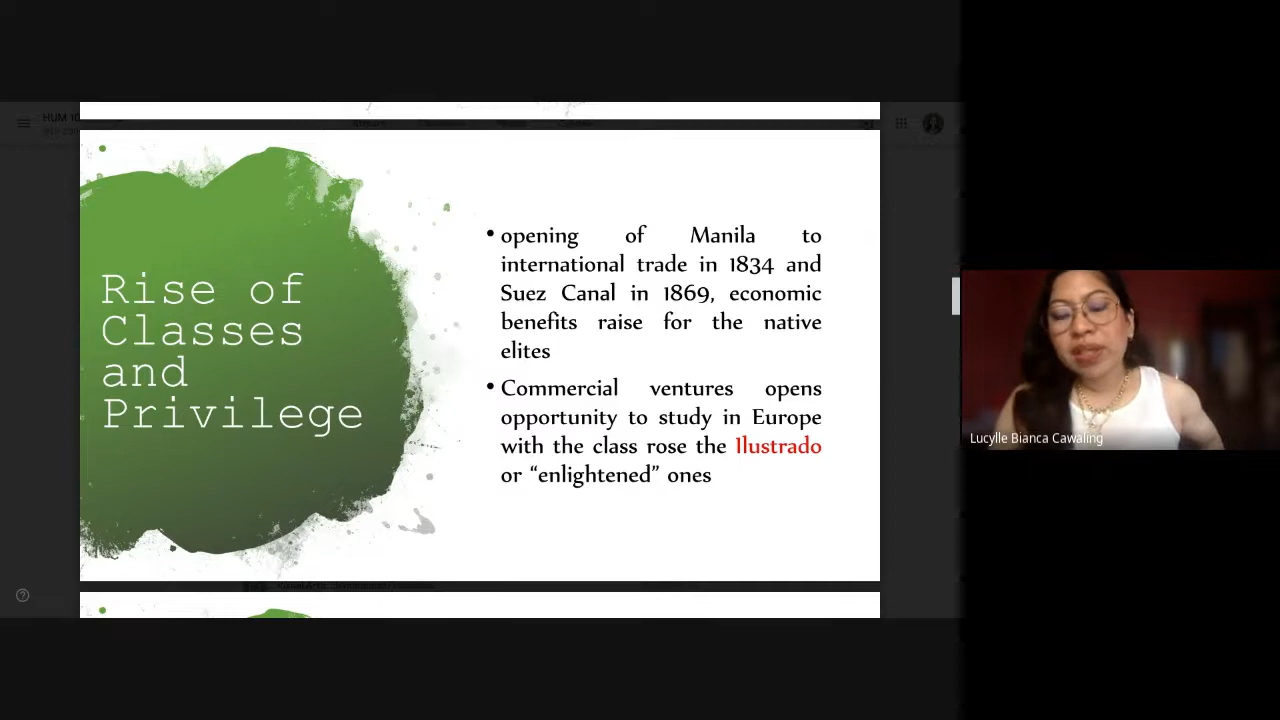 HUM 10
Rise of
Classes
and
Privilege
• opening of Manila to
international trade in 1834 and
Suez Canal in 1869, economic
benefits raise for the native
elites
• Commercial ventures opens
opportunity to study in Europe
with the class rose the Ilustrado
or “enlightened” ones
Lucylle Bianca Cawaling